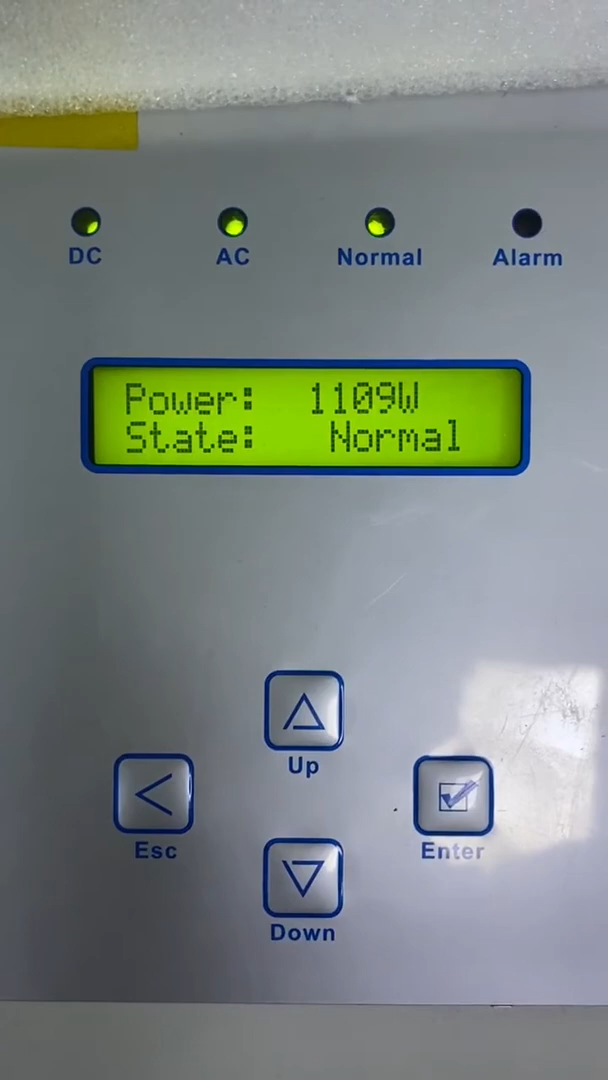 DC AC Normal Alarm
Power: 1109W
State: Normal
Up
Esc Enter
Down